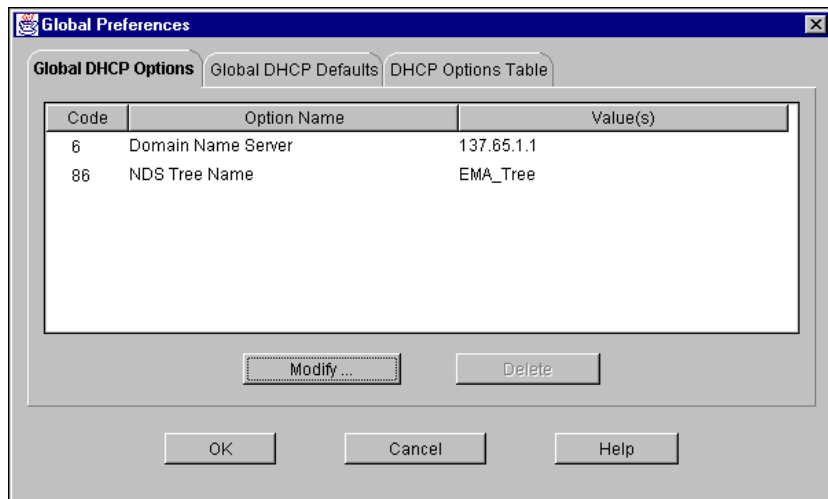 Global Preferences
Global DHCP Options Global DHCP Defaults DHCP Options Table
Code Option Name Value(s)
6 Domain Name Server 137.65.1.1
86 NDS Tree Name EMA_Tree
Modify ... Delete
OK Cancel Help